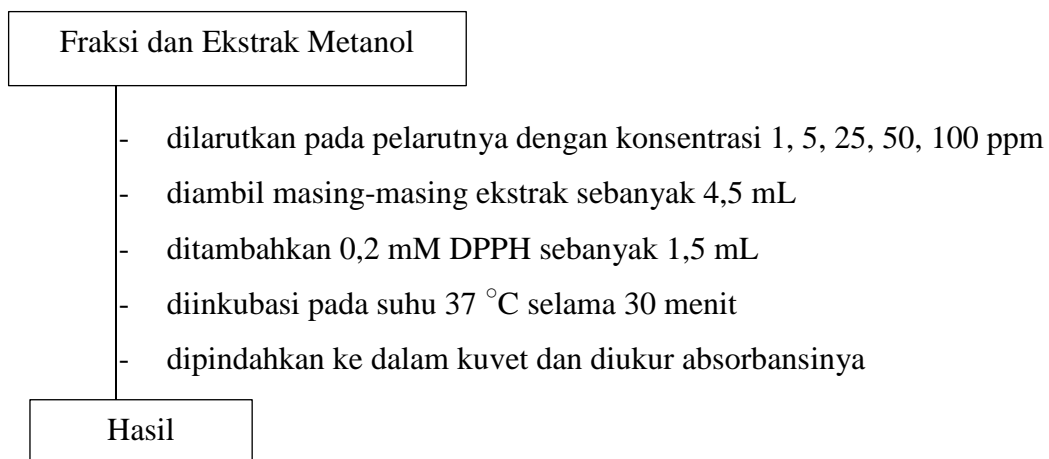 Fraksi dan Ekstrak Metanol
- dilarutkan pada pelarutnya dengan konsentrasi 1, 5, 25, 50, 100 ppm
- diambil masing-masing ekstrak sebanyak 4,5 mL
- ditambahkan 0,2 mM DPPH sebanyak 1,5 mL
- diinkubasi pada suhu 37 °C selama 30 menit
- dipindahkan ke dalam kuvet dan diukur absorbansinya
Hasil